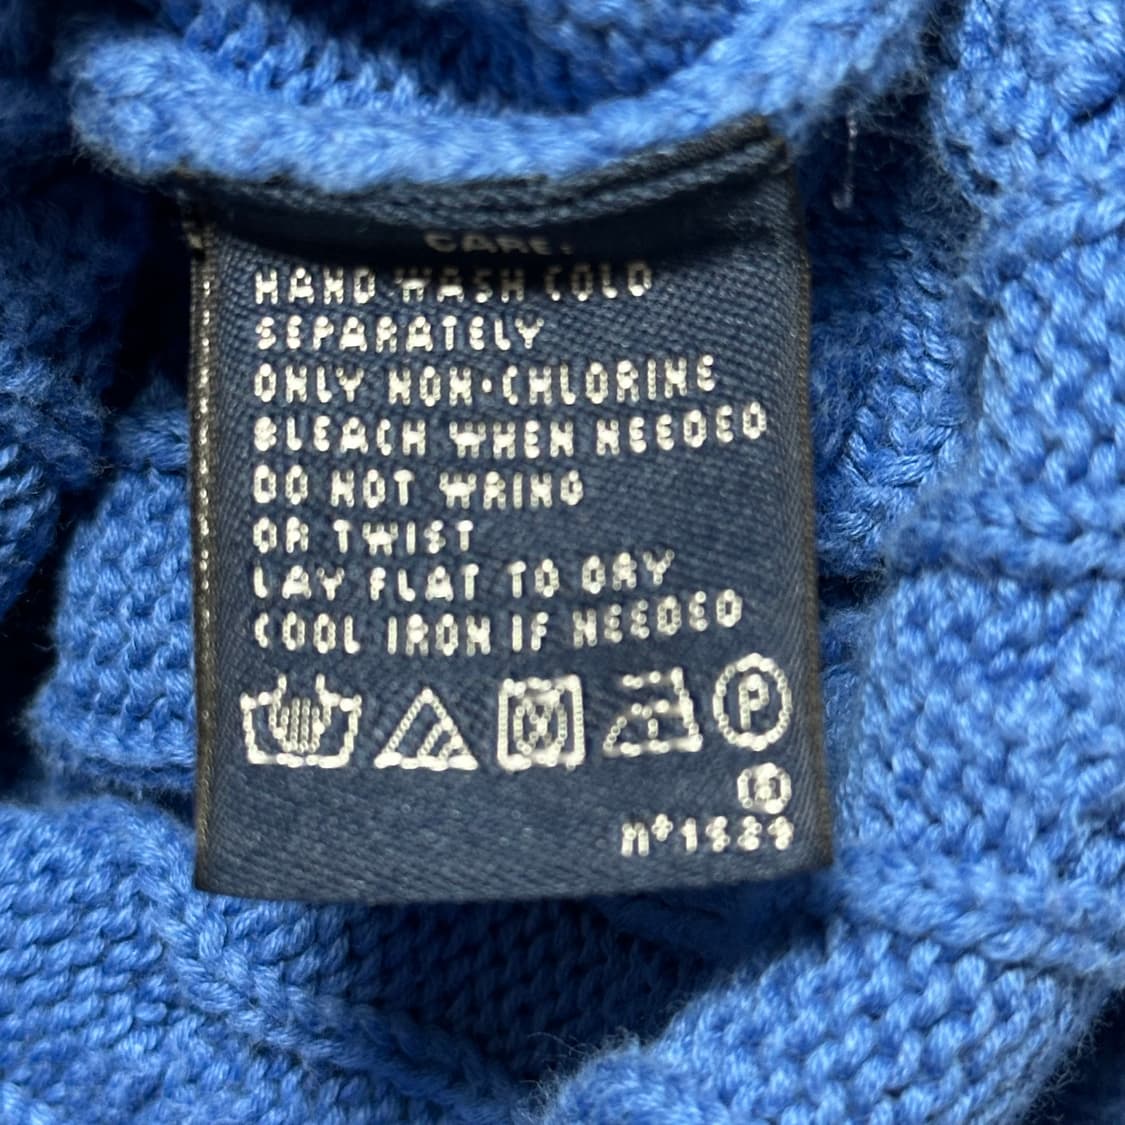 CARE:
HAND WASH COLD
SEPARATELY
ONLY NON-CHLORINE
BLEACH WHEN NEEDED
DO NOT WRING
OR TWIST
LAY FLAT TO DRY
COOL IRON IF NEEDED
P